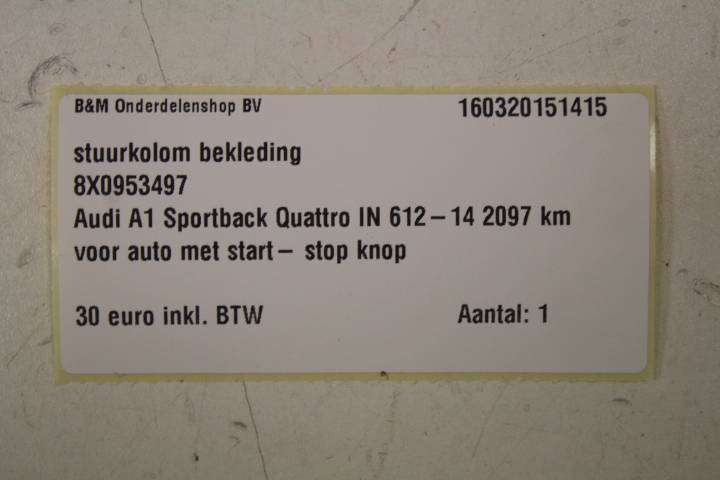 B&M Onderdelenshop BV 160320151415
stuurkolom bekleding
8X0953497
Audi A1 Sportback Quattro IN 612-14 2097 km
voor auto met start- stop knop
30 euro inkl. BTW Aantal: 1